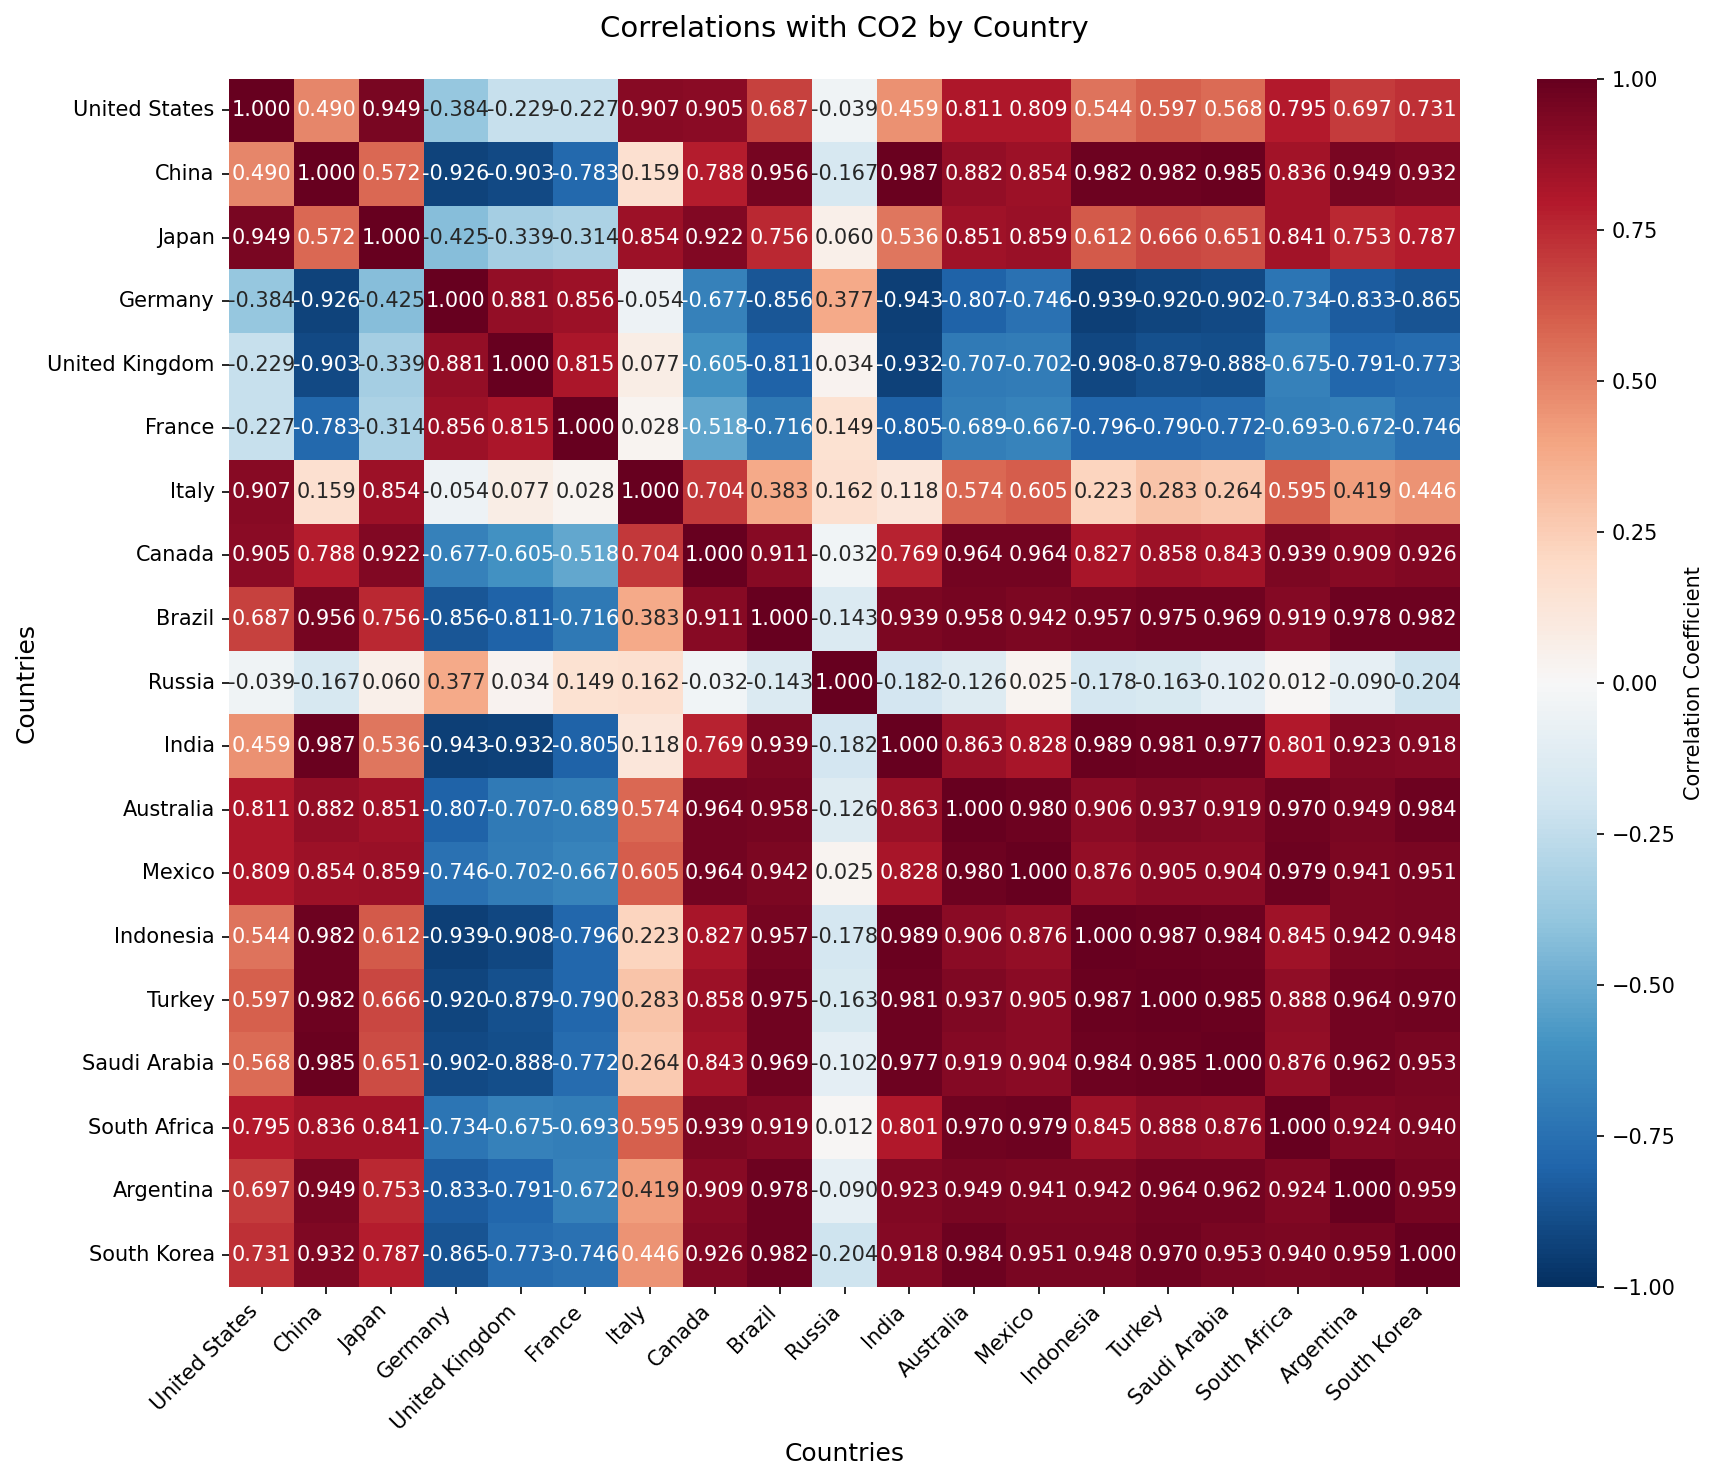 Correlations with CO2 by Country
United States 1.000 0.490 0.949 -0.384 -0.229 -0.227 0.907 0.905 0.687 -0.039 0.459 0.811 0.809 0.544 0.597 0.568 0.795 0.697 0.731
China 0.490 1.000 0.572 -0.926 -0.903 -0.783 0.159 0.788 0.956 -0.167 0.987 0.882 0.854 0.982 0.982 0.985 0.836 0.949 0.932
Japan 0.949 0.572 1.000 -0.425 -0.339 -0.314 0.854 0.922 0.756 0.060 0.536 0.851 0.859 0.612 0.666 0.651 0.841 0.753 0.787
Germany -0.384 -0.926 -0.425 1.000 0.881 0.856 -0.054 -0.677 -0.856 0.377 -0.943 -0.807 -0.746 -0.939 -0.920 -0.902 -0.734 -0.833 -0.865
United Kingdom -0.229 -0.903 -0.339 0.881 1.000 0.815 0.077 -0.605 -0.811 0.034 -0.932 -0.707 -0.702 -0.908 -0.879 -0.888 -0.675 -0.791 -0.773
France -0.227 -0.783 -0.314 0.856 0.815 1.000 0.028 -0.518 -0.716 0.149 -0.805 -0.689 -0.667 -0.796 -0.790 -0.772 -0.693 -0.672 -0.746
Italy 0.907 0.159 0.854 -0.054 0.077 0.028 1.000 0.704 0.383 0.162 0.118 0.574 0.605 0.223 0.283 0.264 0.595 0.419 0.446
Canada 0.905 0.788 0.922 -0.677 -0.605 -0.518 0.704 1.000 0.911 -0.032 0.769 0.964 0.964 0.827 0.858 0.843 0.939 0.909 0.926
Brazil 0.687 0.956 0.756 -0.856 -0.811 -0.716 0.383 0.911 1.000 -0.143 0.939 0.958 0.942 0.957 0.975 0.969 0.919 0.978 0.982
Russia -0.039 -0.167 0.060 0.377 0.034 0.149 0.162 -0.032 -0.143 1.000 -0.182 -0.126 0.025 -0.178 -0.163 -0.102 0.012 -0.090 -0.204
India 0.459 0.987 0.536 -0.943 -0.932 -0.805 0.118 0.769 0.939 -0.182 1.000 0.863 0.828 0.989 0.981 0.977 0.801 0.923 0.918
Australia 0.811 0.882 0.851 -0.807 -0.707 -0.689 0.574 0.964 0.958 -0.126 0.863 1.000 0.980 0.906 0.937 0.919 0.970 0.949 0.984
Mexico 0.809 0.854 0.859 -0.746 -0.702 -0.667 0.605 0.964 0.942 0.025 0.828 0.980 1.000 0.876 0.905 0.904 0.979 0.941 0.951
Indonesia 0.544 0.982 0.612 -0.939 -0.908 -0.796 0.223 0.827 0.957 -0.178 0.989 0.906 0.876 1.000 0.987 0.984 0.845 0.942 0.948
Turkey 0.597 0.982 0.666 -0.920 -0.879 -0.790 0.283 0.858 0.975 -0.163 0.981 0.937 0.905 0.987 1.000 0.985 0.888 0.964 0.970
Saudi Arabia 0.568 0.985 0.651 -0.902 -0.888 -0.772 0.264 0.843 0.969 -0.102 0.977 0.919 0.904 0.984 0.985 1.000 0.876 0.962 0.953
South Africa 0.795 0.836 0.841 -0.734 -0.675 -0.693 0.595 0.939 0.919 0.012 0.801 0.970 0.979 0.845 0.888 0.876 1.000 0.924 0.940
Argentina 0.697 0.949 0.753 -0.833 -0.791 -0.672 0.419 0.909 0.978 -0.090 0.923 0.949 0.941 0.942 0.964 0.962 0.924 1.000 0.959
South Korea 0.731 0.932 0.787 -0.865 -0.773 -0.746 0.446 0.926 0.982 -0.204 0.918 0.984 0.951 0.948 0.970 0.953 0.940 0.959 1.000
United States China Japan Germany United Kingdom France Italy Canada Brazil Russia India Australia Mexico Indonesia Turkey Saudi Arabia South Africa Argentina South Korea
Countries
Countries
1.00
0.75
0.50
0.25
0.00
−0.25
−0.50
−0.75
−1.00
Correlation Coefficient